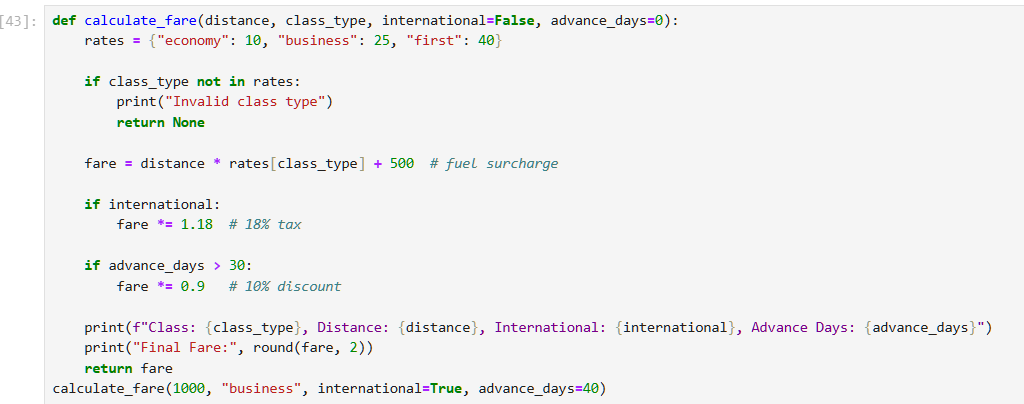 [43]: def calculate_fare(distance, class_type, international=False, advance_days=0):
    rates = {"economy": 10, "business": 25, "first": 40}

    if class_type not in rates:
        print("Invalid class type")
        return None

    fare = distance * rates[class_type] + 500  # fuel surcharge

    if international:
        fare *= 1.18  # 18% tax

    if advance_days > 30:
        fare *= 0.9   # 10% discount

    print(f"Class: {class_type}, Distance: {distance}, International: {international}, Advance Days: {advance_days}")
    print("Final Fare:", round(fare, 2))
    return fare
calculate_fare(1000, "business", international=True, advance_days=40)